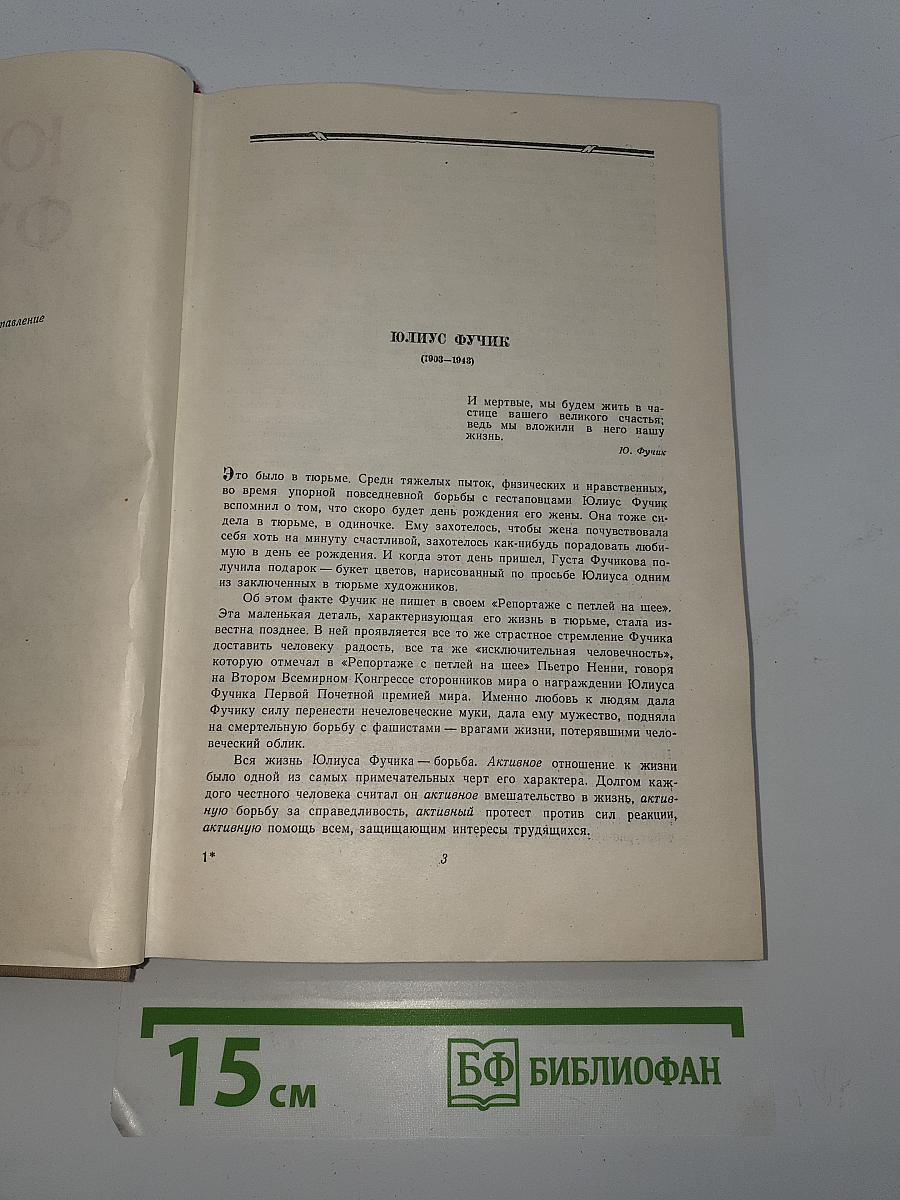 тавление
ЮЛИУС ФУЧИК
(1903—1943)
И мертвые, мы будем жить в ча-
стице вашего великого счастья;
ведь мы вложили в него нашу
жизнь.
Ю. Фучик
Это было в тюрьме. Среди тяжелых пыток, физических и нравственных,
во время упорной повседневной борьбы с гестаповцами Юлиус Фучик
вспомнил о том, что скоро будет день рождения его жены. Она тоже си-
дела в тюрьме, в одиночке. Ему захотелось, чтобы жена почувствовала
себя хоть на минуту счастливой, захотелось как-нибудь порадовать люби-
мую в день ее рождения. И когда этот день пришел, Густа Фучикова по-
лучила подарок — букет цветов, нарисованный по просьбе Юлиуса одним
из заключенных в тюрьме художников.
Об этом факте Фучик не пишет в своем «Репортаже с петлей на шее».
Эта маленькая деталь, характеризующая его жизнь в тюрьме, стала из-
вестна позднее. В ней проявляется все то же страстное стремление Фучика
доставить человеку радость, все та же «исключительная человечность»,
которую отмечал в «Репортаже с петлей на шее» Пьетро Ненни, говоря
на Втором Всемирном Конгрессе сторонников мира о награждении Юлиуса
Фучика Первой Почетной премией мира. Именно любовь к людям дала
Фучику силу перенести нечеловеческие муки, дала ему мужество, подняла
на смертельную борьбу с фашистами — врагами жизни, потерявшими чело-
веческий облик.
Вся жизнь Юлиуса Фучика — борьба. Активное отношение к жизни
было одной из самых примечательных черт его характера. Долгом каж-
дого честного человека считал он активное вмешательство в жизнь, актив-
ную борьбу за справедливость, активный протест против сил реакции,
активную помощь всем, защищающим интересы трудящихся.
1*
3
15 см
БФ БИБЛИОФАН